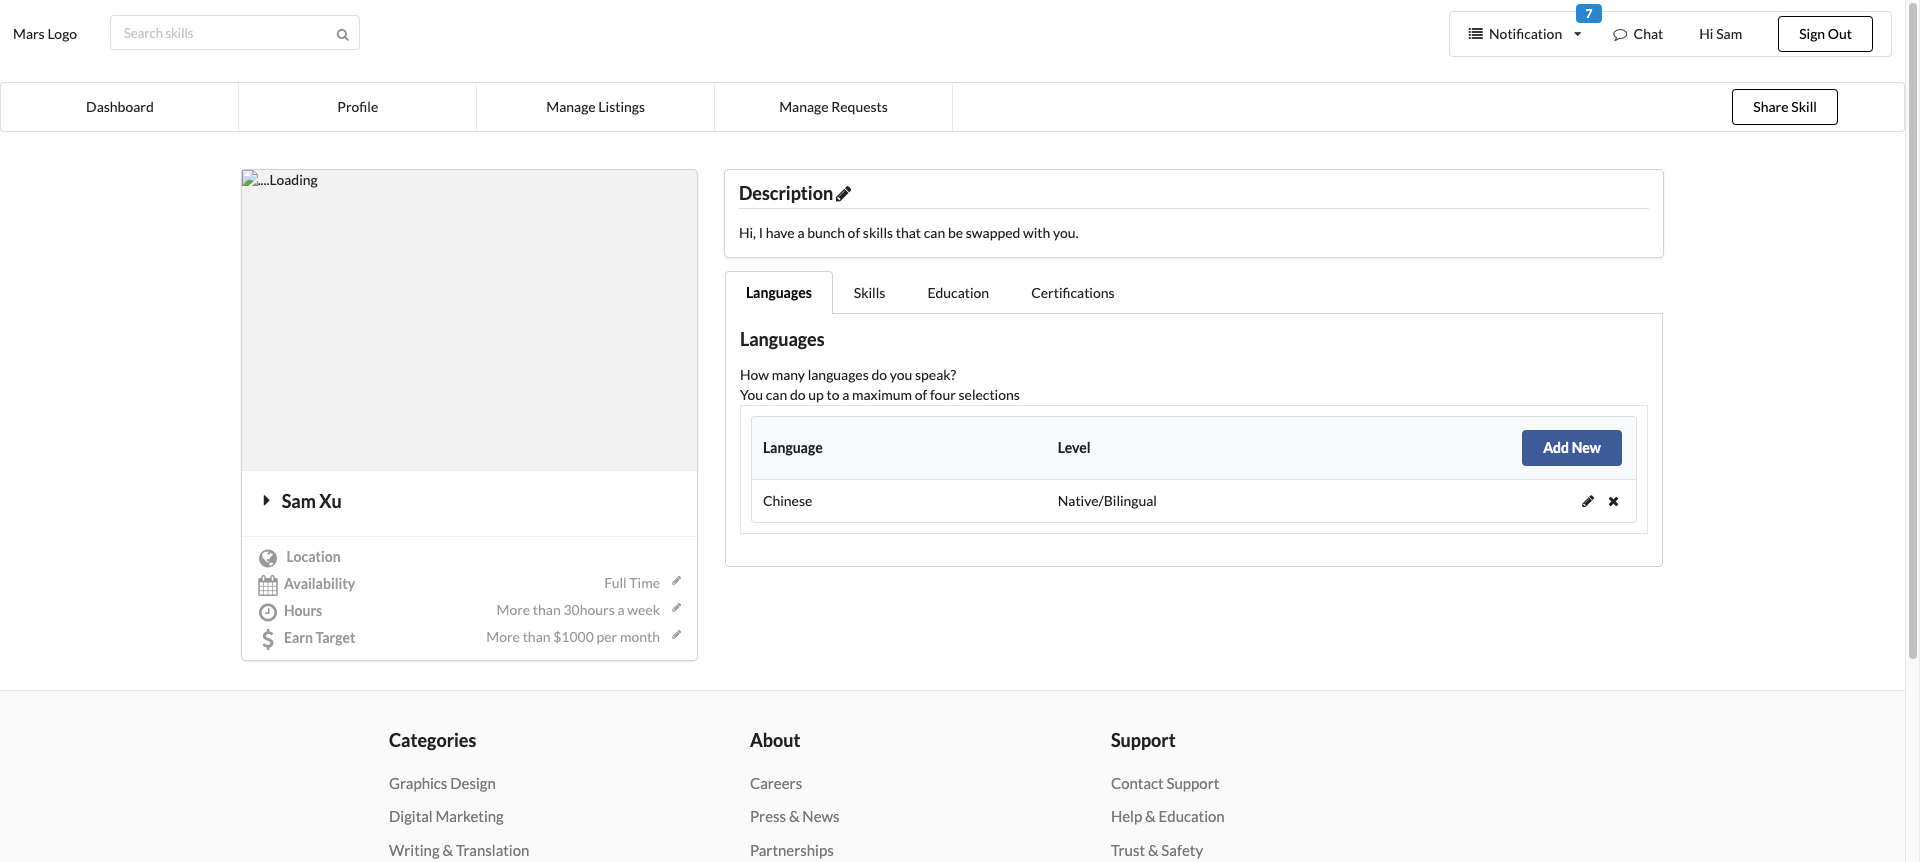 Mars Logo
Search skills
7
Notification
Chat
Hi Sam
Sign Out
Dashboard
Profile
Manage Listings
Manage Requests
Share Skill
....Loading
Sam Xu
Location
Availability
Full Time
Hours
More than 30hours a week
Earn Target
More than $1000 per month
Description
Hi, I have a bunch of skills that can be swapped with you.
Languages
Skills
Education
Certifications
Languages
How many languages do you speak?
You can do up to a maximum of four selections
Language
Level
Add New
Chinese
Native/Bilingual
Categories
Graphics Design
Digital Marketing
Writing & Translation
About
Careers
Press & News
Partnerships
Support
Contact Support
Help & Education
Trust & Safety